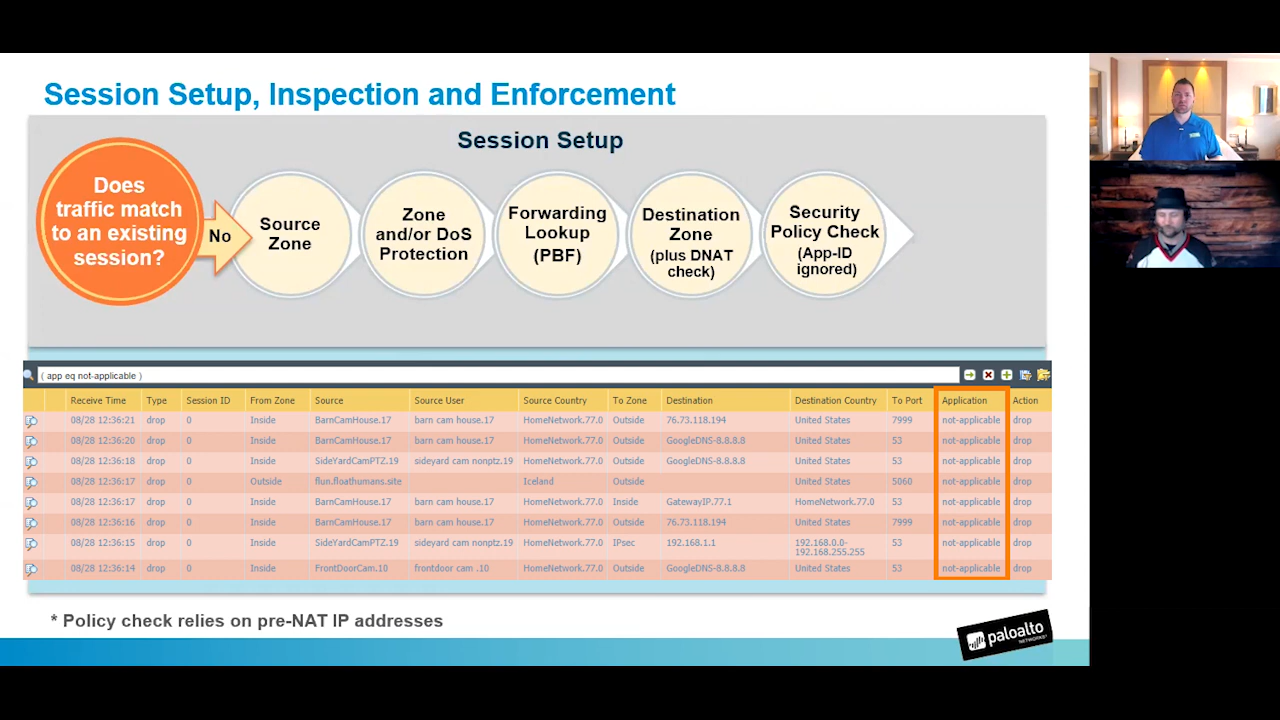 Session Setup, Inspection and Enforcement
Session Setup
Does
traffic match
to an existing
session?
No
Source
Zone
Zone
and/or DoS
Protection
Forwarding
Lookup
(PBF)
Destination
Zone
(plus DNAT
check)
Security
Policy Check
(App-ID
ignored)
( app eq not-applicable )
Receive Time Type Session ID From Zone Source Source User Source Country To Zone Destination Destination Country To Port Application Action
08/28 12:36:21 drop 0 Inside BarnCamHouse.17 barn cam house.17 HomeNetwork.77.0 Outside 76.73.118.194 United States 7999 not-applicable drop
08/28 12:36:20 drop 0 Inside BarnCamHouse.17 barn cam house.17 HomeNetwork.77.0 Outside GoogleDNS-8.8.8.8 United States 53 not-applicable drop
08/28 12:36:18 drop 0 Inside SideYardCamPTZ.19 sideyard cam nonptz.19 HomeNetwork.77.0 Outside GoogleDNS-8.8.8.8 United States 53 not-applicable drop
08/28 12:36:17 drop 0 Outside flun.floathumans.site Iceland Outside United States 5060 not-applicable drop
08/28 12:36:17 drop 0 Inside BarnCamHouse.17 barn cam house.17 HomeNetwork.77.0 Inside GatewayIP.77.1 HomeNetwork.77.0 53 not-applicable drop
08/28 12:36:16 drop 0 Inside BarnCamHouse.17 barn cam house.17 HomeNetwork.77.0 Outside 76.73.118.194 United States 7999 not-applicable drop
08/28 12:36:15 drop 0 Inside SideYardCamPTZ.19 sideyard cam nonptz.19 HomeNetwork.77.0 IPsec 192.168.1.1 192.168.0.0-192.168.255.255 53 not-applicable drop
08/28 12:36:14 drop 0 Inside FrontDoorCam.10 frontdoor cam .10 HomeNetwork.77.0 Outside GoogleDNS-8.8.8.8 United States 53 not-applicable drop
* Policy check relies on pre-NAT IP addresses
paloalto
NETWORKS